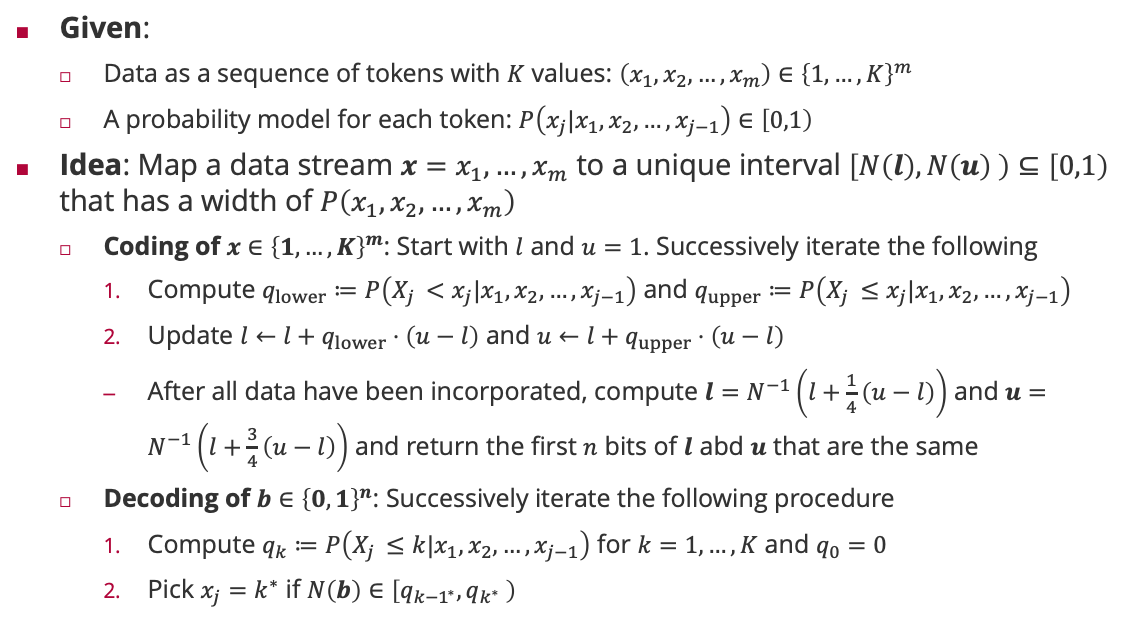 ▪ Given:
▫ Data as a sequence of tokens with K values: (x₁, x₂, …, xₘ) ∈ {1, …, K}ᵐ
▫ A probability model for each token: P(xⱼ|x₁, x₂, …, xⱼ₋₁) ∈ [0,1)
▪ Idea: Map a data stream 𝒙 = x₁, …, xₘ to a unique interval [N(𝒍), N(𝒖) ) ⊆ [0,1)
that has a width of P(x₁, x₂, …, xₘ)
▫ Coding of 𝒙 ∈ {1, …, K}ᵐ: Start with l and u = 1. Successively iterate the following
1. Compute q_lower ≔ P(Xⱼ < xⱼ|x₁, x₂, …, xⱼ₋₁) and q_upper ≔ P(Xⱼ ≤ xⱼ|x₁, x₂, …, xⱼ₋₁)
2. Update l ← l + q_lower · (u − l) and u ← l + q_upper · (u − l)
– After all data have been incorporated, compute 𝒍 = N⁻¹(l + 1/4 (u − l)) and 𝒖 =
N⁻¹(l + 3/4 (u − l)) and return the first n bits of 𝒍 abd 𝒖 that are the same
▫ Decoding of 𝒃 ∈ {0, 1}ⁿ: Successively iterate the following procedure
1. Compute qₖ ≔ P(Xⱼ ≤ k|x₁, x₂, …, xⱼ₋₁) for k = 1, …, K and q₀ = 0
2. Pick xⱼ = k* if N(𝒃) ∈ [q_{k−1*}, q_{k*} )